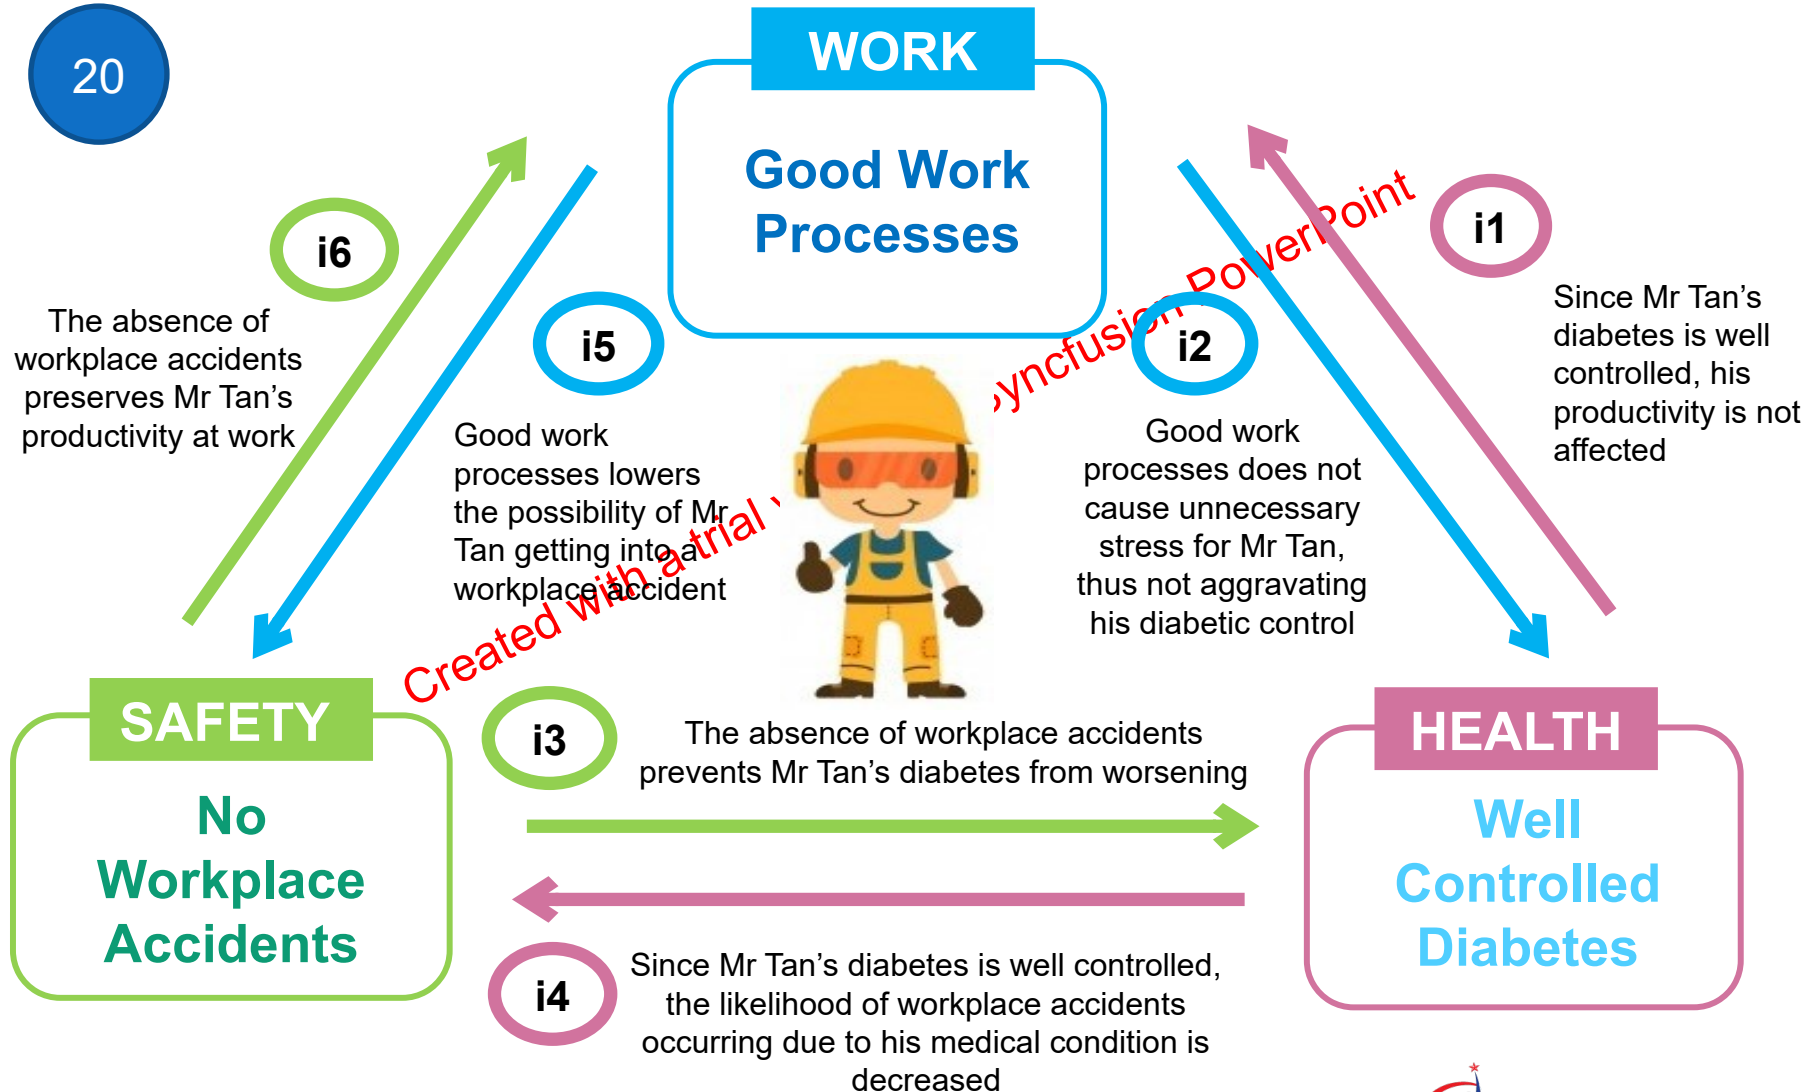 20
WORK
Good Work
Processes
i6
The absence of
workplace accidents
preserves Mr Tan's
productivity at work
i5
Good work
processes lowers
the possibility of Mr
Tan getting into a
workplace accident
i2
Good work
processes does not
cause unnecessary
stress for Mr Tan,
thus not aggravating
his diabetic control
i1
Since Mr Tan's
diabetes is well
controlled, his
productivity is not
affected
Created with a trial Syncfusion PowerPoint
SAFETY
No
Workplace
Accidents
i3
The absence of workplace accidents
prevents Mr Tan's diabetes from worsening
HEALTH
Well
Controlled
Diabetes
i4
Since Mr Tan's diabetes is well controlled,
the likelihood of workplace accidents
occurring due to his medical condition is
decreased